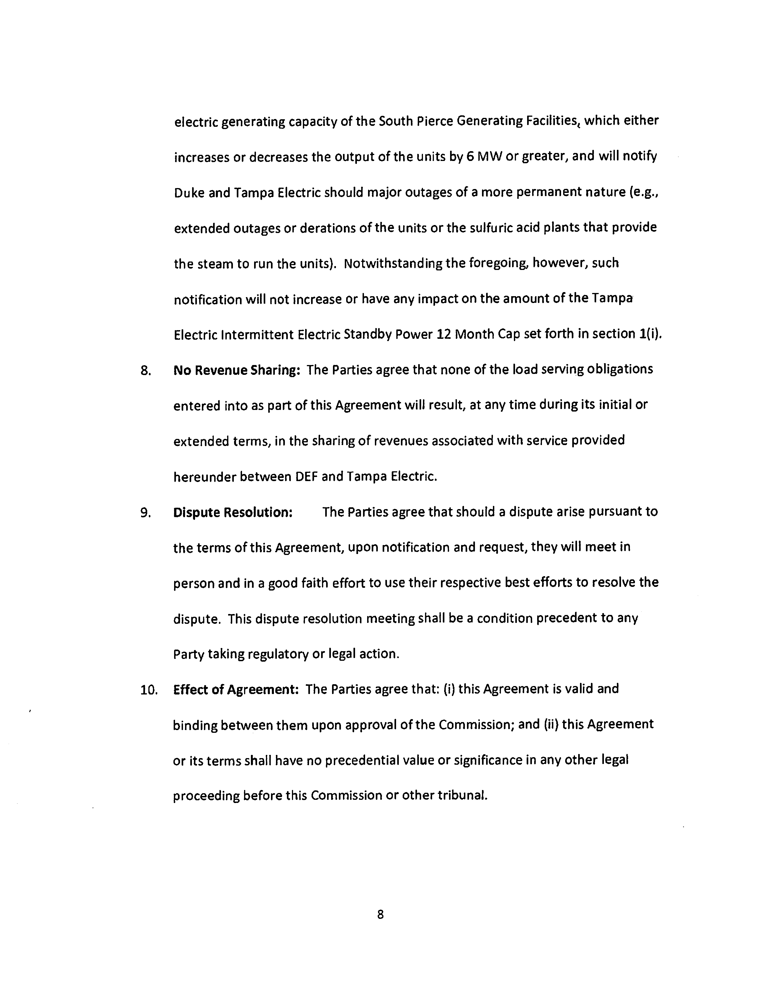 electric generating capacity of the South Pierce Generating Facilities, which either
increases or decreases the output of the units by 6 MW or greater, and will notify
Duke and Tampa Electric should major outages of a more permanent nature (e.g.,
extended outages or derations of the units or the sulfuric acid plants that provide
the steam to run the units). Notwithstanding the foregoing, however, such
notification will not increase or have any impact on the amount of the Tampa
Electric Intermittent Electric Standby Power 12 Month Cap set forth in section 1(i).
8. No Revenue Sharing: The Parties agree that none of the load serving obligations
entered into as part of this Agreement will result, at any time during its initial or
extended terms, in the sharing of revenues associated with service provided
hereunder between DEF and Tampa Electric.
9. Dispute Resolution: The Parties agree that should a dispute arise pursuant to
the terms of this Agreement, upon notification and request, they will meet in
person and in a good faith effort to use their respective best efforts to resolve the
dispute. This dispute resolution meeting shall be a condition precedent to any
Party taking regulatory or legal action.
10. Effect of Agreement: The Parties agree that: (i) this Agreement is valid and
binding between them upon approval of the Commission; and (ii) this Agreement
or its terms shall have no precedential value or significance in any other legal
proceeding before this Commission or other tribunal.
8